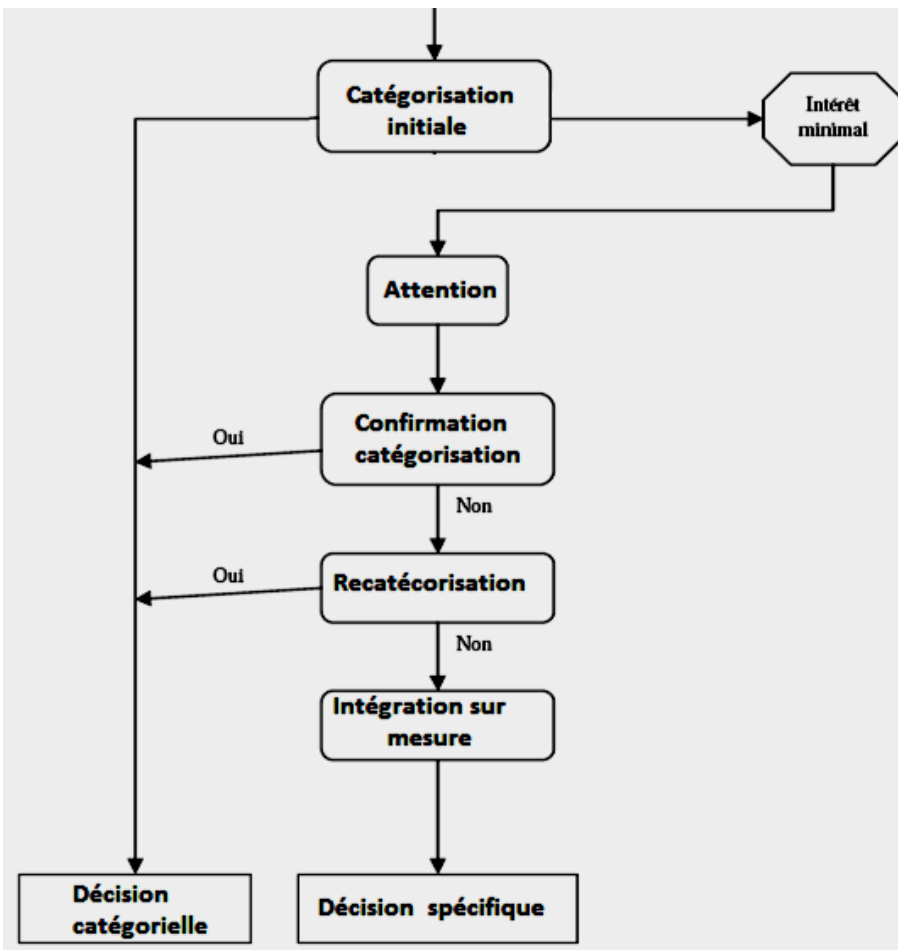 Catégorisation
initiale
Intérêt
minimal
Attention
Confirmation
catégorisation
Oui
Non
Recatécorisation
Oui
Non
Intégration sur
mesure
Décision
catégorielle
Décision spécifique